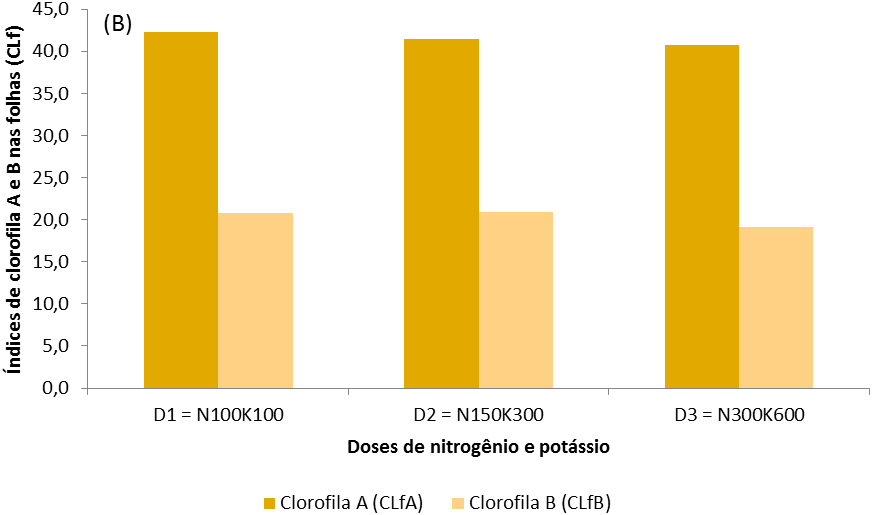 (B)
Índices de clorofila A e B nas folhas (CLf)
45,0
40,0
35,0
30,0
25,0
20,0
15,0
10,0
5,0
0,0
D1 = N100K100 D2 = N150K300 D3 = N300K600
Doses de nitrogênio e potássio
Clorofila A (CLfA) Clorofila B (CLfB)